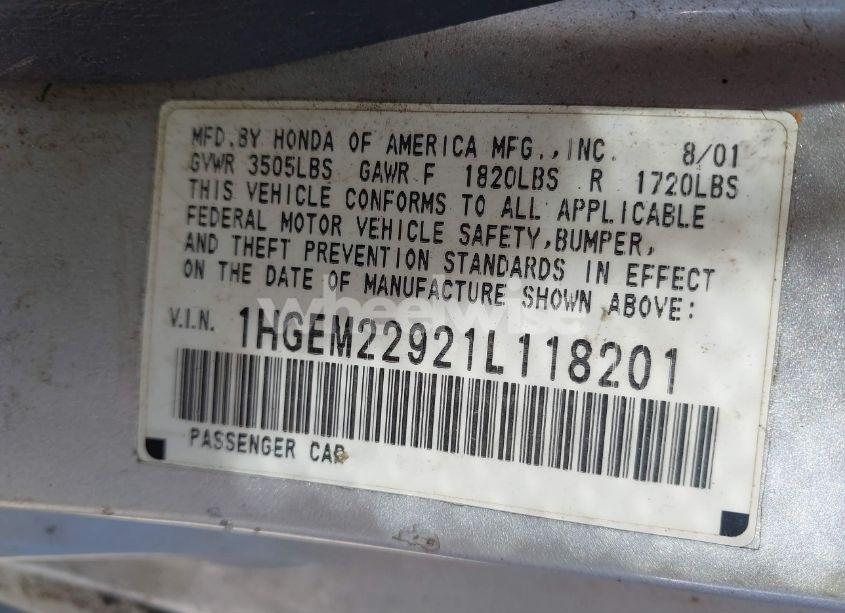 MFD.BY HONDA OF AMERICA MFG.,INC. 8/01
GVWR 3505LBS GAWR F 1820LBS R 1720LBS
THIS VEHICLE CONFORMS TO ALL APPLICABLE
FEDERAL MOTOR VEHICLE SAFETY,BUMPER,
AND THEFT PREVENTION STANDARDS IN EFFECT
ON THE DATE OF MANUFACTURE SHOWN ABOVE:
wheelwise
V.I.N. 1HGEM22921L118201
PASSENGER CAR